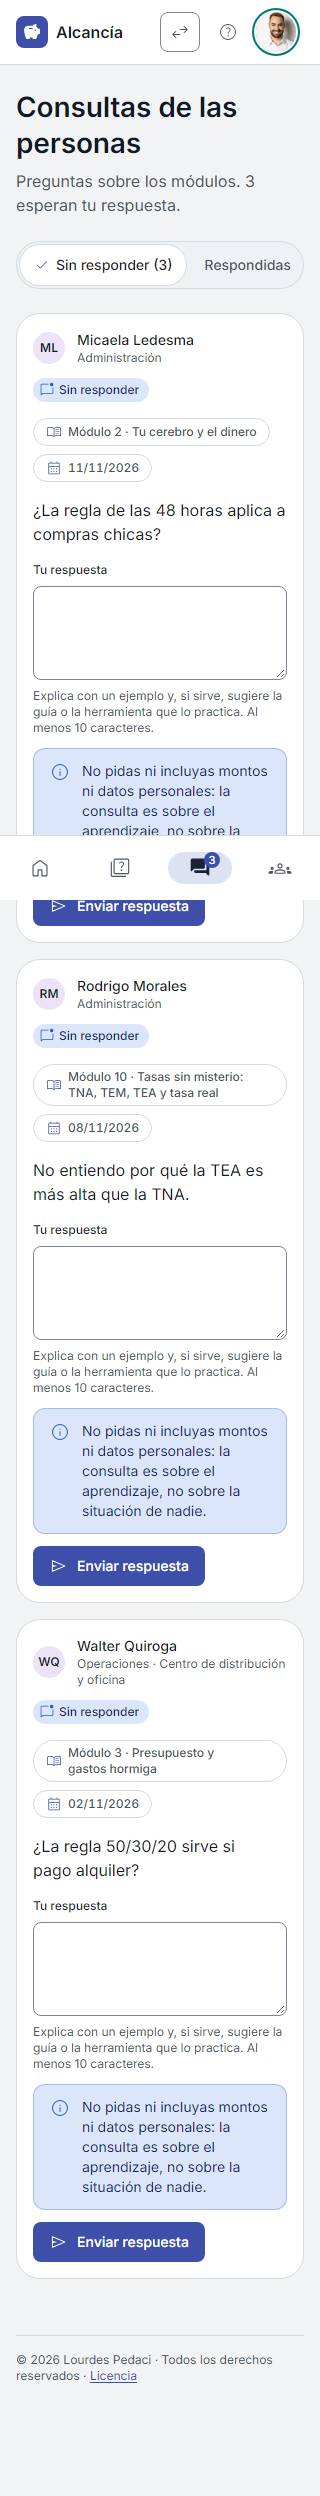 Alcancía
Consultas de las
personas
Preguntas sobre los módulos. 3
esperan tu respuesta.
Sin responder (3)
Respondidas
ML
Micaela Ledesma
Administración
Sin responder
Módulo 2 · Tu cerebro y el dinero
11/11/2026
¿La regla de las 48 horas aplica a
compras chicas?
Tu respuesta
Explica con un ejemplo y, si sirve, sugiere la
guía o la herramienta que lo practica. Al
menos 10 caracteres.
No pidas ni incluyas montos
ni datos personales: la
consulta es sobre el
aprendizaje, no sobre la
3
Enviar respuesta
RM
Rodrigo Morales
Administración
Sin responder
Módulo 10 · Tasas sin misterio:
TNA, TEM, TEA y tasa real
08/11/2026
No entiendo por qué la TEA es
más alta que la TNA.
Tu respuesta
Explica con un ejemplo y, si sirve, sugiere la
guía o la herramienta que lo practica. Al
menos 10 caracteres.
No pidas ni incluyas montos
ni datos personales: la
consulta es sobre el
aprendizaje, no sobre la
situación de nadie.
Enviar respuesta
WQ
Walter Quiroga
Operaciones · Centro de distribución
y oficina
Sin responder
Módulo 3 · Presupuesto y
gastos hormiga
02/11/2026
¿La regla 50/30/20 sirve si
pago alquiler?
Tu respuesta
Explica con un ejemplo y, si sirve, sugiere la
guía o la herramienta que lo practica. Al
menos 10 caracteres.
No pidas ni incluyas montos
ni datos personales: la
consulta es sobre el
aprendizaje, no sobre la
situación de nadie.
Enviar respuesta
© 2026 Lourdes Pedaci · Todos los derechos
reservados · Licencia